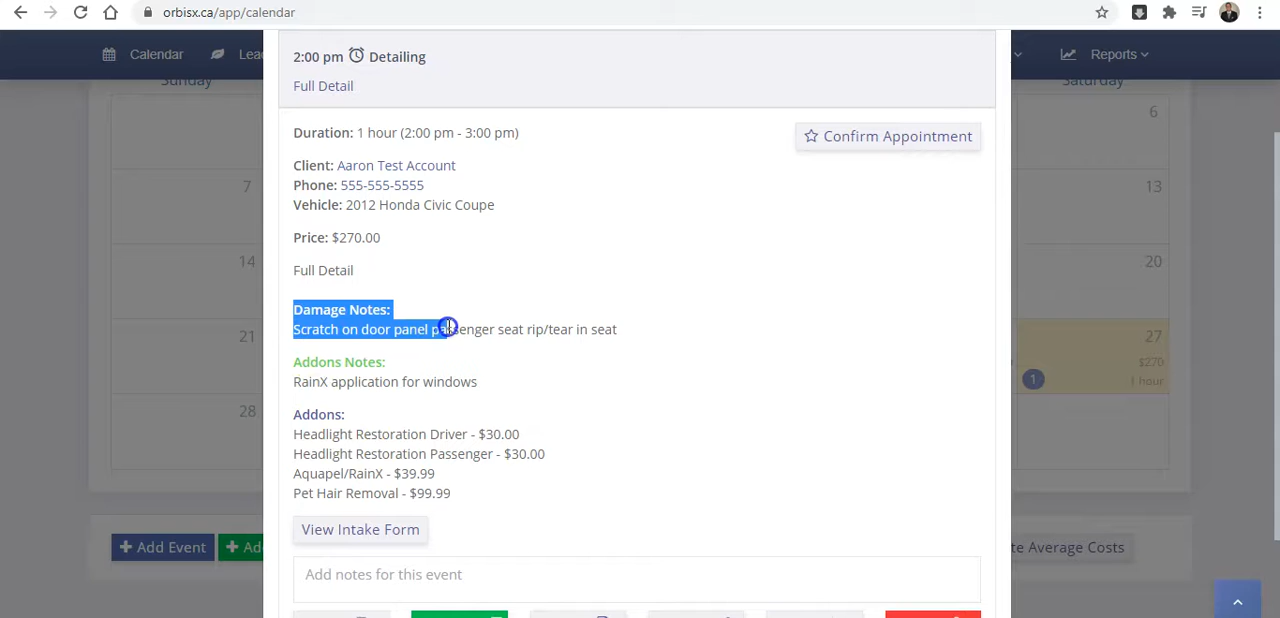 orbisx.ca/app/calendar
Calendar
Lea
Reports
Sunday
Saturday
2:00 pm Detailing
Full Detail
6
Duration: 1 hour (2:00 pm - 3:00 pm)
Confirm Appointment
Client: Aaron Test Account
Phone: 555-555-5555
7
13
Vehicle: 2012 Honda Civic Coupe
Price: $270.00
14
20
Full Detail
Damage Notes:
Scratch on door panel passenger seat rip/tear in seat
21
27
Addons Notes:
$270
RainX application for windows
1
1 hour
28
Addons:
Headlight Restoration Driver - $30.00
Headlight Restoration Passenger - $30.00
Aquapel/RainX - $39.99
Pet Hair Removal - $99.99
View Intake Form
Add Event
Ad
te Average Costs
Add notes for this event